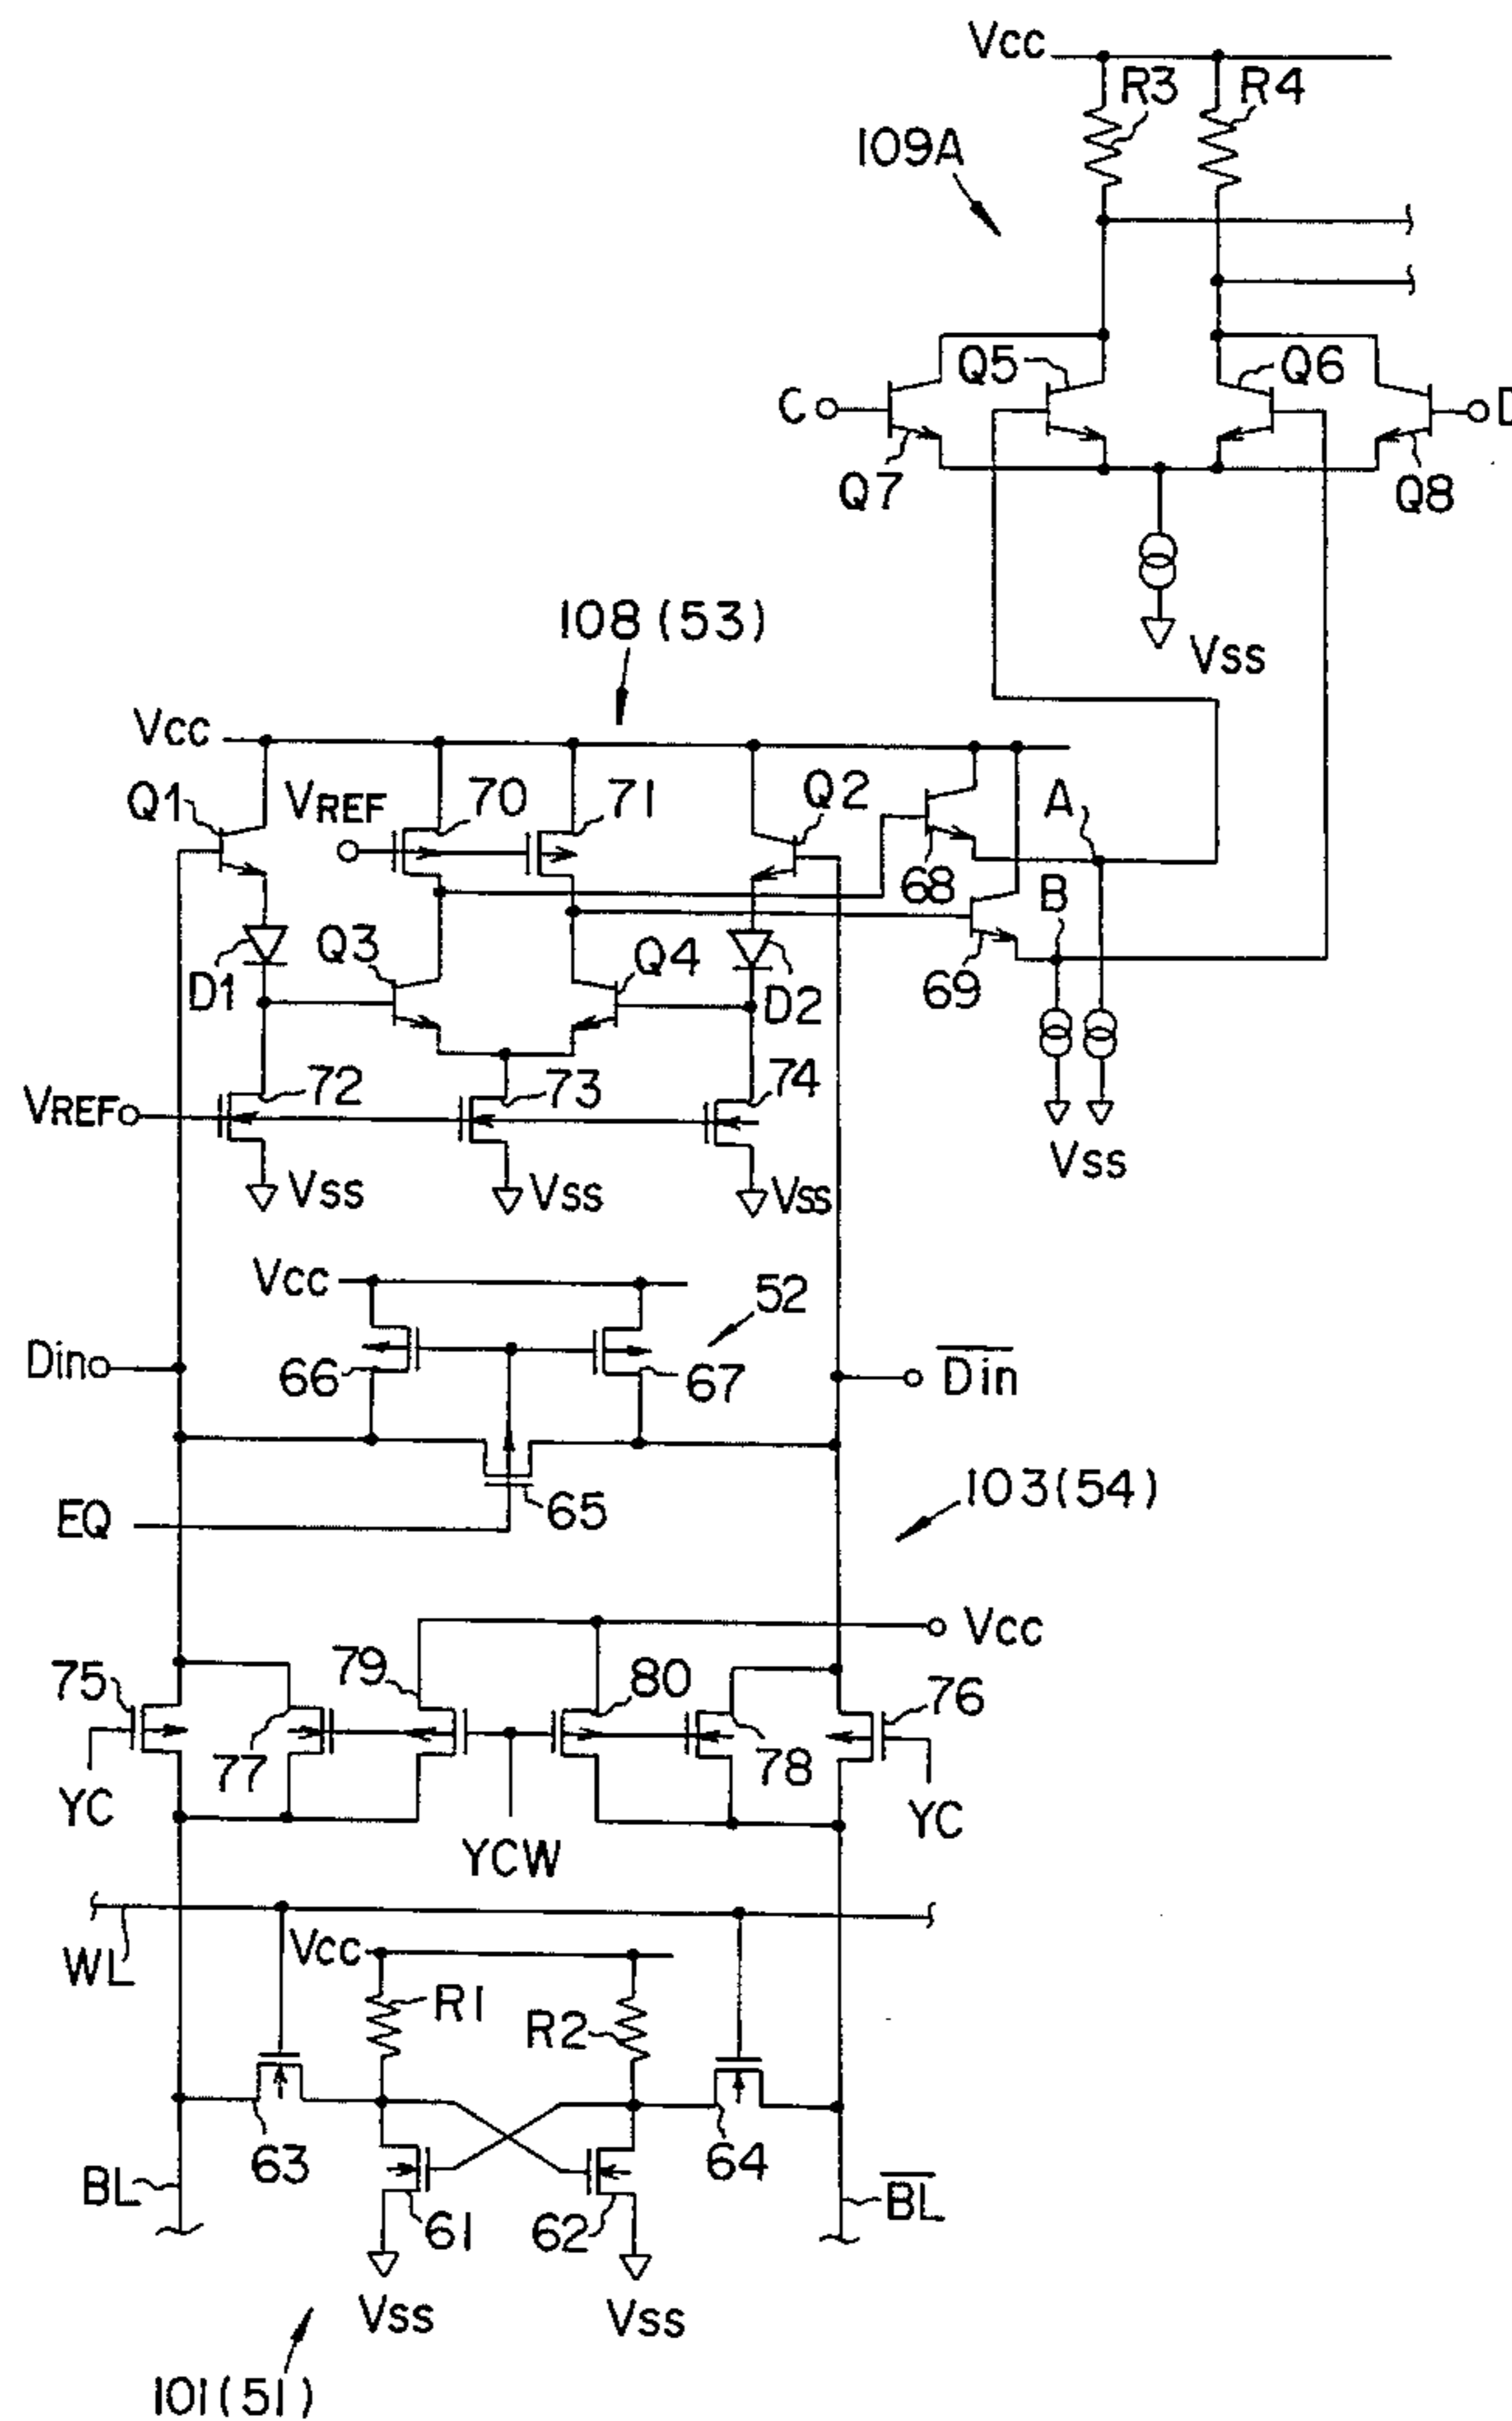 Vcc
R3
R4
109A
Q5
Q6
C
D
Q7
Q8
Vss
108 (53)
Vcc
Q1
VREF
70
71
Q2
A
68
B
Q3
Q4
D1
D2
69
72
73
74
VREF
Vss
Vss
Vss
Vss
Vcc
52
Din
66
67
D̅i̅n̅
103(54)
EQ
65
Vcc
75
79
80
76
77
78
YC
YC
YCW
WL
Vcc
R1
R2
63
64
BL
61
62
B̅L̅
Vss
Vss
101(51)